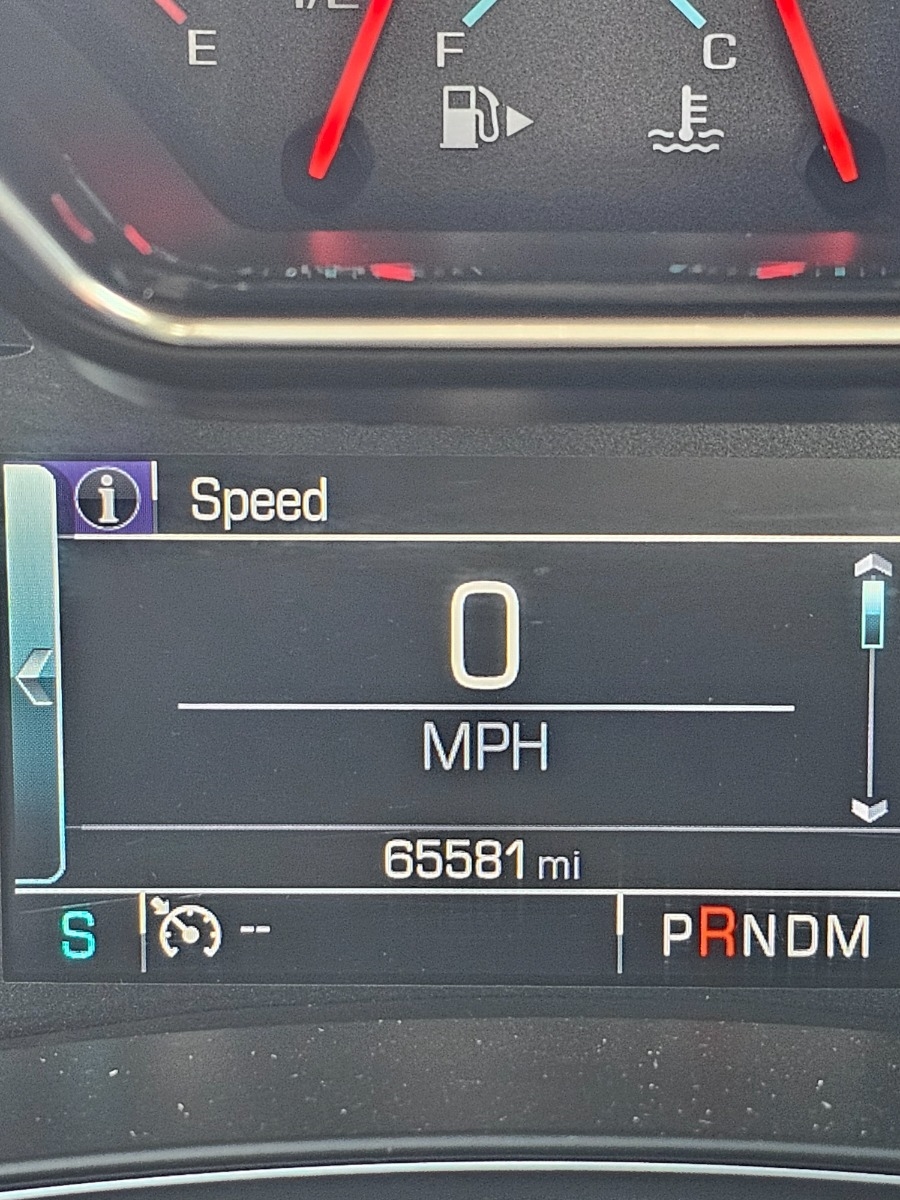 E
F
C
Speed
0
MPH
65581 mi
S
--
PRNDM